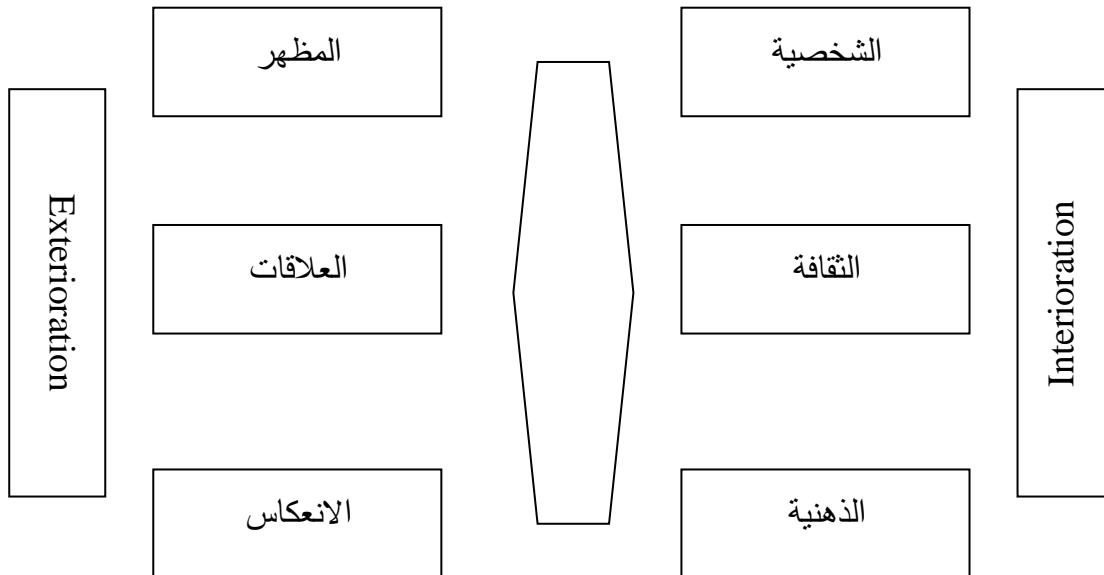 المظهر
الشخصية
Exterioration
العلاقات
الثقافة
Interioration
الانعكاس
الذهنية